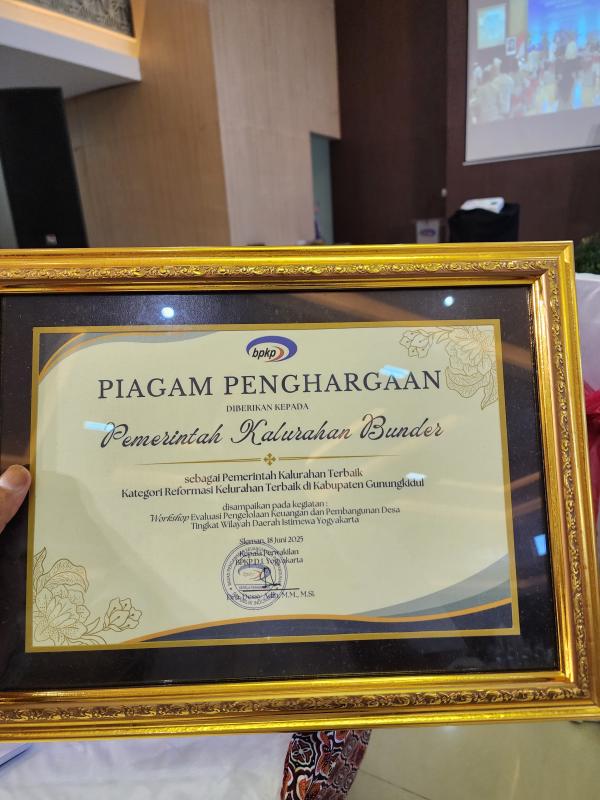 bpkp
PIAGAM PENGHARGAAN
DIBERIKAN KEPADA
Pemerintah Kalurahan Bunder
sebagai Pemerintah Kalurahan Terbaik
Kategori Reformasi Kelurahan Terbaik di Kabupaten Gunungkidul
disampaikan pada kegiatan :
Workshop Evaluasi Pengelolaan Keuangan dan Pembangunan Desa
Tingkat Wilayah Daerah Istimewa Yogyakarta
Sleman, 18 Juni 2025
Kepala Perwakilan
BPKP D.I. Yogyakarta
Adil, M.M., M.Si.